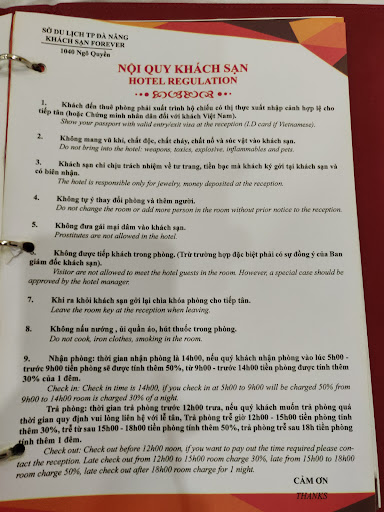 SỞ DU LỊCH TP ĐÀ NẴNG
KHÁCH SẠN FOREVER
1040 Ngô Quyền
NỘI QUY KHÁCH SẠN
HOTEL REGULATION
1. Khách đến thuê phòng phải xuất trình hộ chiếu có thị thực xuất nhập cảnh hợp lệ cho
tiếp tân (hoặc Chứng minh nhân dân đối với khách Việt Nam).
Show your passport with valid entry/exit visa at the reception (I.D card if Vietnamese).
2. Không mang vũ khí, chất độc, chất cháy, chất nổ và súc vật vào khách sạn.
Do not bring into the hotel: weapons, toxics, explosive, inflammables and pets.
3. Khách sạn chỉ chịu trách nhiệm về tư trang, tiền bạc mà khách ký gởi tại khách sạn và
có biên nhận.
The hotel is responsible only for jewelry, money deposited at the reception.
4. Không tự ý thay đổi phòng và thêm người.
Do not change the room or add more person in the room without prior notice to the reception.
5. Không đưa gái mại dâm vào khách sạn.
Prostitutes are not allowed in the hotel.
Không được tiếp khách trong phòng. (Trừ trường hợp đặc biệt phải có sự đồng ý của Ban
giám đốc khách sạn).
Visitor are not allowed to meet the hotel guests in the room. However, a special case should be
approved by the hotel manager.
7. Khi ra khỏi khách sạn gởi lại chìa khóa phòng cho tiếp tân.
Leave the room key at the reception when leaving.
8. Không nấu nướng, ủi quần áo, hút thuốc trong phòng.
Do not cook, iron clothes, smoking in the room.
9. Nhận phòng: thời gian nhận phòng là 14h00, nếu quý khách nhận phòng vào lúc 5h00 -
trước 9h00 tiền phòng sẽ được tính thêm 50%, từ 9h00 - trước 14h00 tiền phòng được tính thêm
30% của 1 đêm.
Check in: Check in time is 14h00, if you check in at 5h00 to 9h00 will be charged 50% from
9h00 to 14h00 room is charged 30% of a night.
Trả phòng: thời gian trả phòng trước 12h00 trưa, nếu quý khách muốn trả phòng quá
thời gian quy định vui lòng liên hệ với lễ tân, Trả phòng trễ giờ 12h00 - 15h00 tiền phòng tính
thêm 30%, trễ từ sau 15h00 - 18h00 tiền phòng tính thêm 50%, trả phòng trễ sau 18h tiền phòng
tính thêm 1 đêm.
Check out: Check out before 12h00 noon, if you want to pay out the time required please con-
tact the reception. Late check out from 12h00 to 15h00 room charge 30%, late from 15h00 to 18h00
room charge 50%, late check out after 18h00 room charge for 1 night.
CẢM ƠN
THANKS